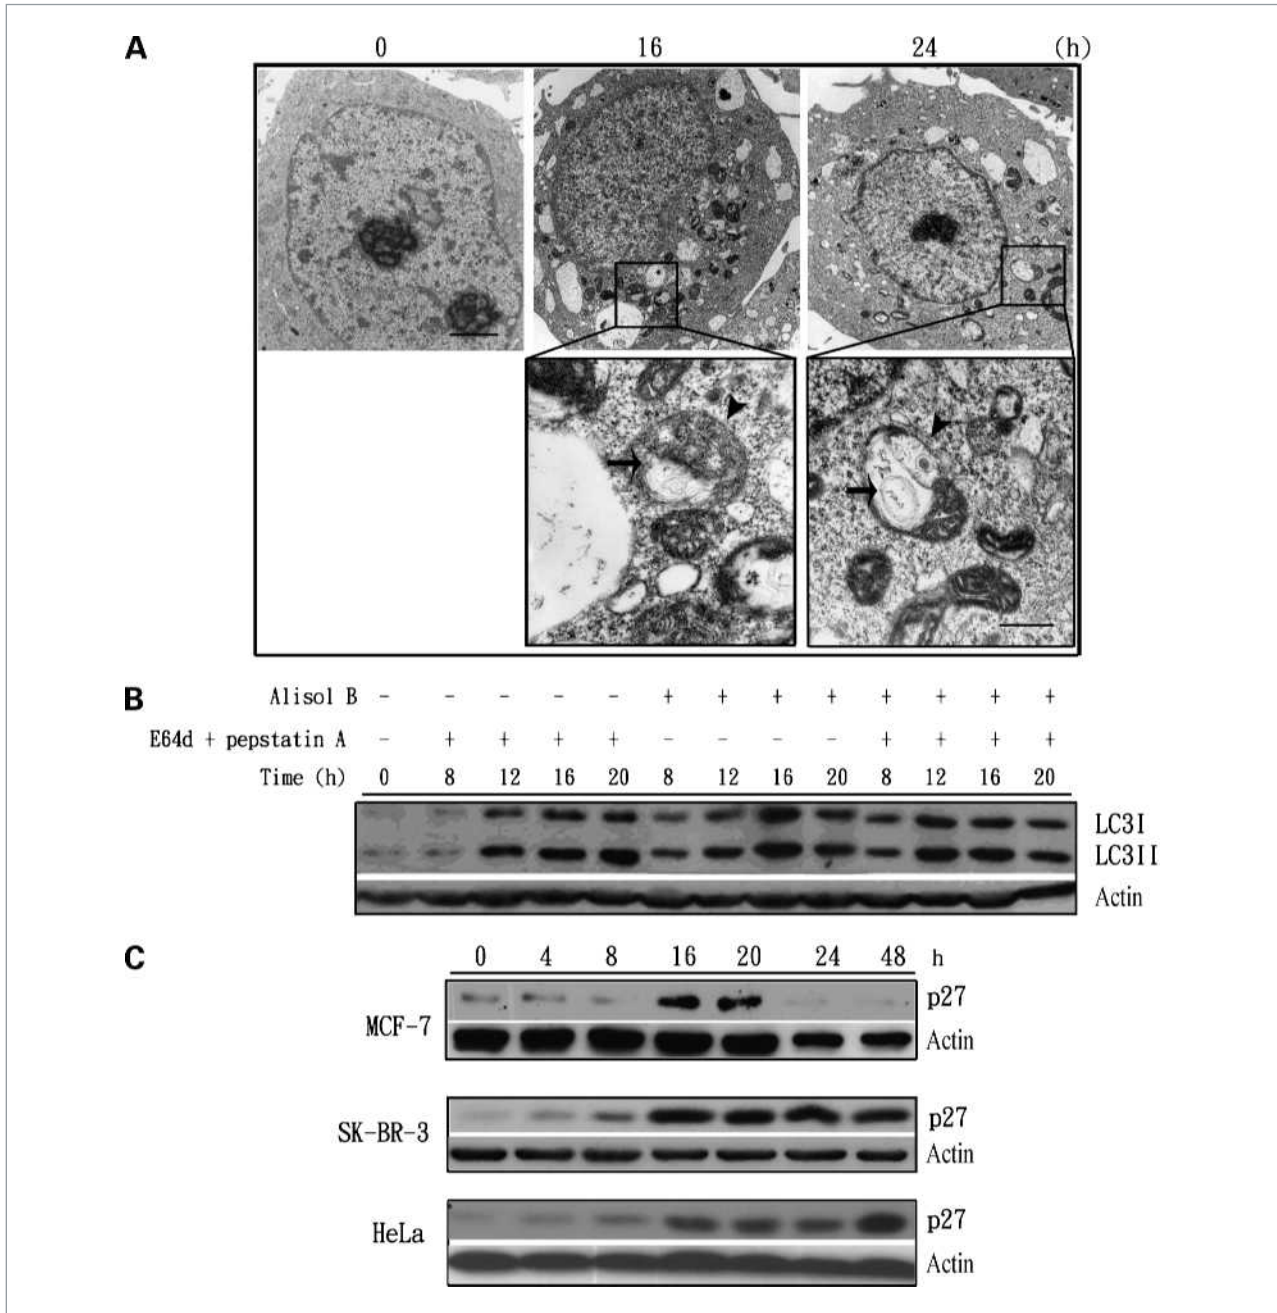 A
0 16 24 (h)
B
Alisol B - - - - - + + + + + + + +
E64d + pepstatin A - + + + + - - - - + + + +
Time (h) 0 8 12 16 20 8 12 16 20 8 12 16 20
LC3I
LC3II
Actin
C
0 4 8 16 20 24 48 h
MCF-7
p27
Actin
SK-BR-3
p27
Actin
HeLa
p27
Actin